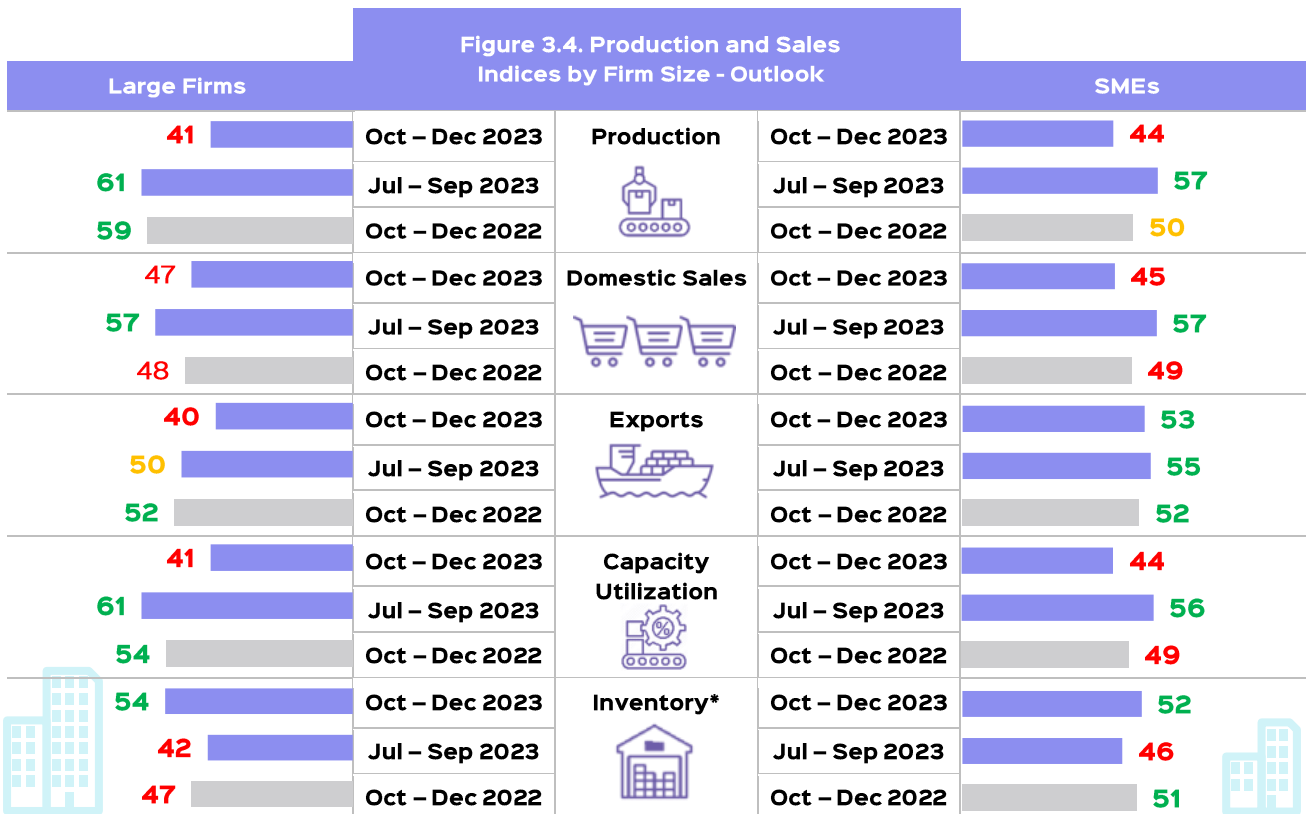 Figure 3.4. Production and Sales
Indices by Firm Size - Outlook
Large Firms
SMEs
41 Oct – Dec 2023 Production Oct – Dec 2023 44
61 Jul – Sep 2023 Jul – Sep 2023 57
59 Oct – Dec 2022 Oct – Dec 2022 50
47 Oct – Dec 2023 Domestic Sales Oct – Dec 2023 45
57 Jul – Sep 2023 Jul – Sep 2023 57
48 Oct – Dec 2022 Oct – Dec 2022 49
40 Oct – Dec 2023 Exports Oct – Dec 2023 53
50 Jul – Sep 2023 Jul – Sep 2023 55
52 Oct – Dec 2022 Oct – Dec 2022 52
41 Oct – Dec 2023 Capacity Oct – Dec 2023 44
Utilization
61 Jul – Sep 2023 % Jul – Sep 2023 56
54 Oct – Dec 2022 Oct – Dec 2022 49
54 Oct – Dec 2023 Inventory* Oct – Dec 2023 52
42 Jul – Sep 2023 Jul – Sep 2023 46
47 Oct – Dec 2022 Oct – Dec 2022 51